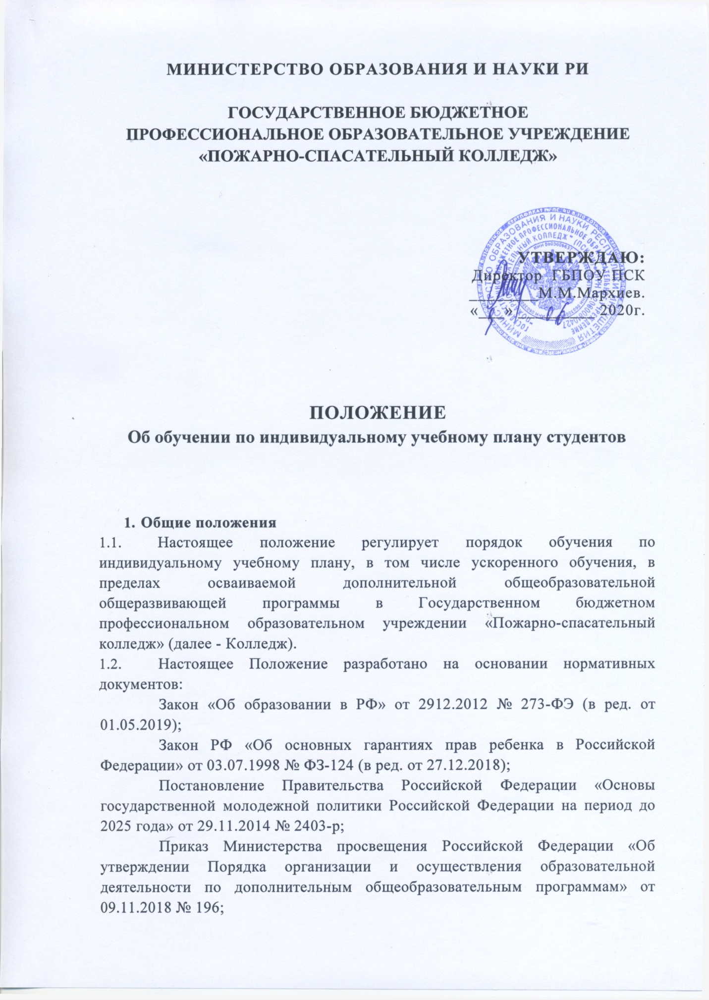 МИНИСТЕРСТВО ОБРАЗОВАНИЯ И НАУКИ РИ
ГОСУДАРСТВЕННОЕ БЮДЖЕТНОЕ
ПРОФЕССИОНАЛЬНОЕ ОБРАЗОВАТЕЛЬНОЕ УЧРЕЖДЕНИЕ
«ПОЖАРНО-СПАСАТЕЛЬНЫЙ КОЛЛЕДЖ»
УТВЕРЖДАЮ:
Директор ГБПОУ ПСК
_________М.М.Мархиев.
«___» 06 2020г.
ПОЛОЖЕНИЕ
Об обучении по индивидуальному учебному плану студентов
1. Общие положения
1.1. Настоящее положение регулирует порядок обучения по
индивидуальному учебному плану, в том числе ускоренного обучения, в
пределах осваиваемой дополнительной общеобразовательной
общеразвивающей программы в Государственном бюджетном
профессиональном образовательном учреждении «Пожарно-спасательный
колледж» (далее - Колледж).
1.2. Настоящее Положение разработано на основании нормативных
документов:
Закон «Об образовании в РФ» от 2912.2012 № 273-ФЭ (в ред. от
01.05.2019);
Закон РФ «Об основных гарантиях прав ребенка в Российской
Федерации» от 03.07.1998 № ФЗ-124 (в ред. от 27.12.2018);
Постановление Правительства Российской Федерации «Основы
государственной молодежной политики Российской Федерации на период до
2025 года» от 29.11.2014 № 2403-р;
Приказ Министерства просвещения Российской Федерации «Об
утверждении Порядка организации и осуществления образовательной
деятельности по дополнительным общеобразовательным программам» от
09.11.2018 № 196;